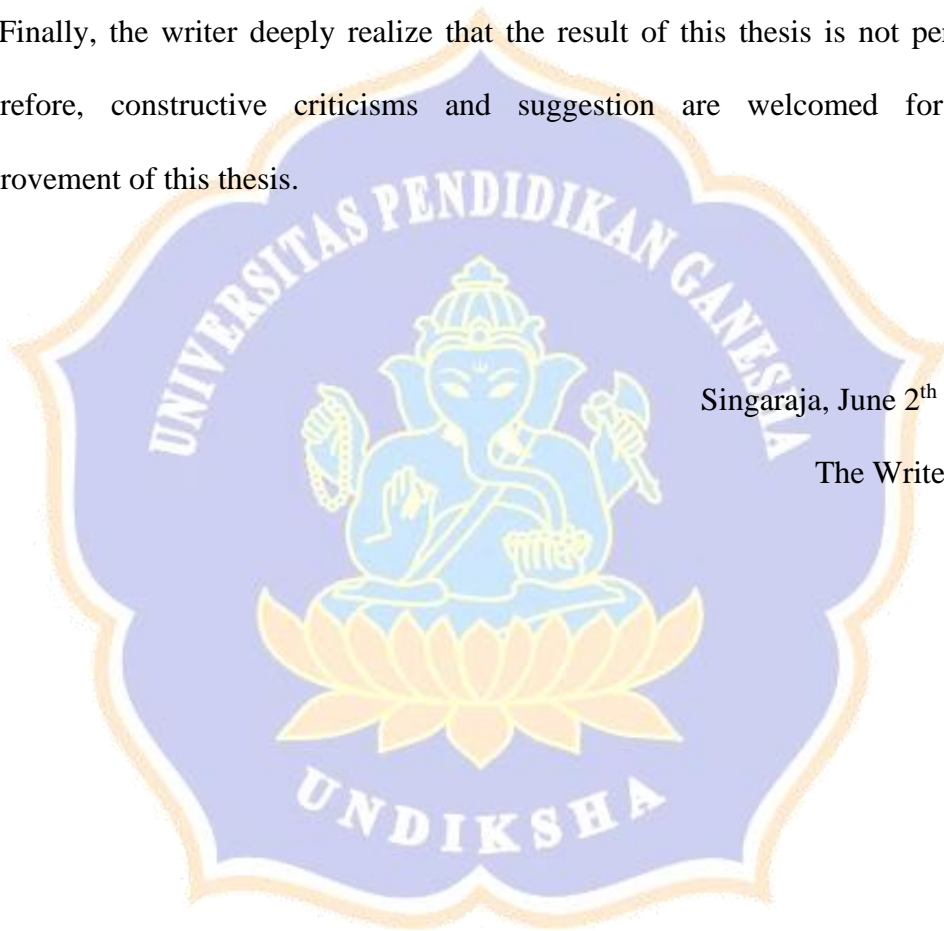 Finally, the writer deeply realize that the result of this thesis is not per
refore, constructive criticisms and suggestion are welcomed for
rovement of this thesis.
UNIVERSITAS PENDIDIKAN GANESHA
Singaraja, June 2th
The Write
UNDIKSHA